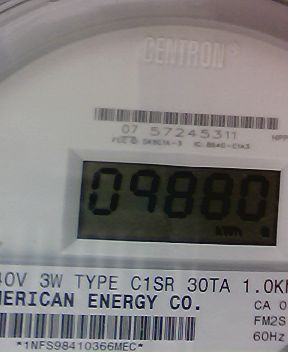 CENTRON®
07 57245311
09880
kWh
40V 3W TYPE C1SR 30TA 1.0K
MERICAN ENERGY CO.
CA 0
FM2S
60Hz
*1NFS98410366MEC*